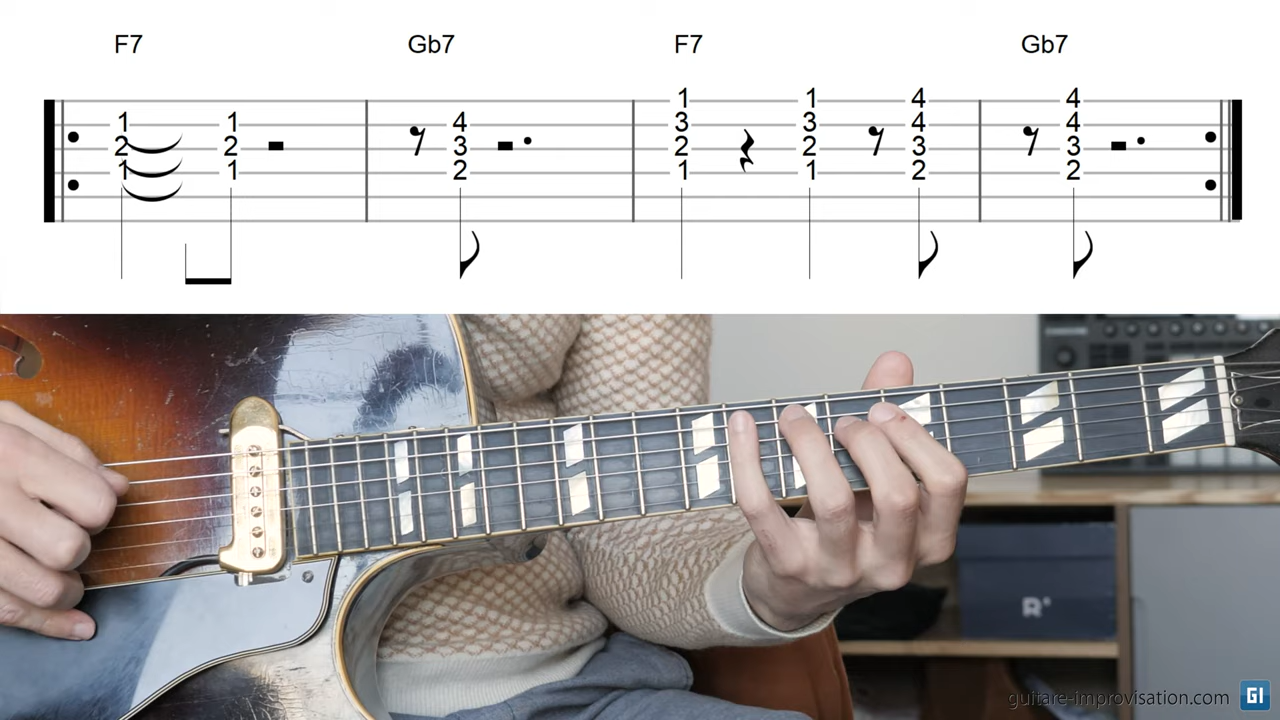 F7 Gb7 F7 Gb7
1 1 4
1 1 4 3 3 4 4
2 2 3 2 2 3 3
1 1 2 1 1 2 2
R°
guitare-improvisation.com GI